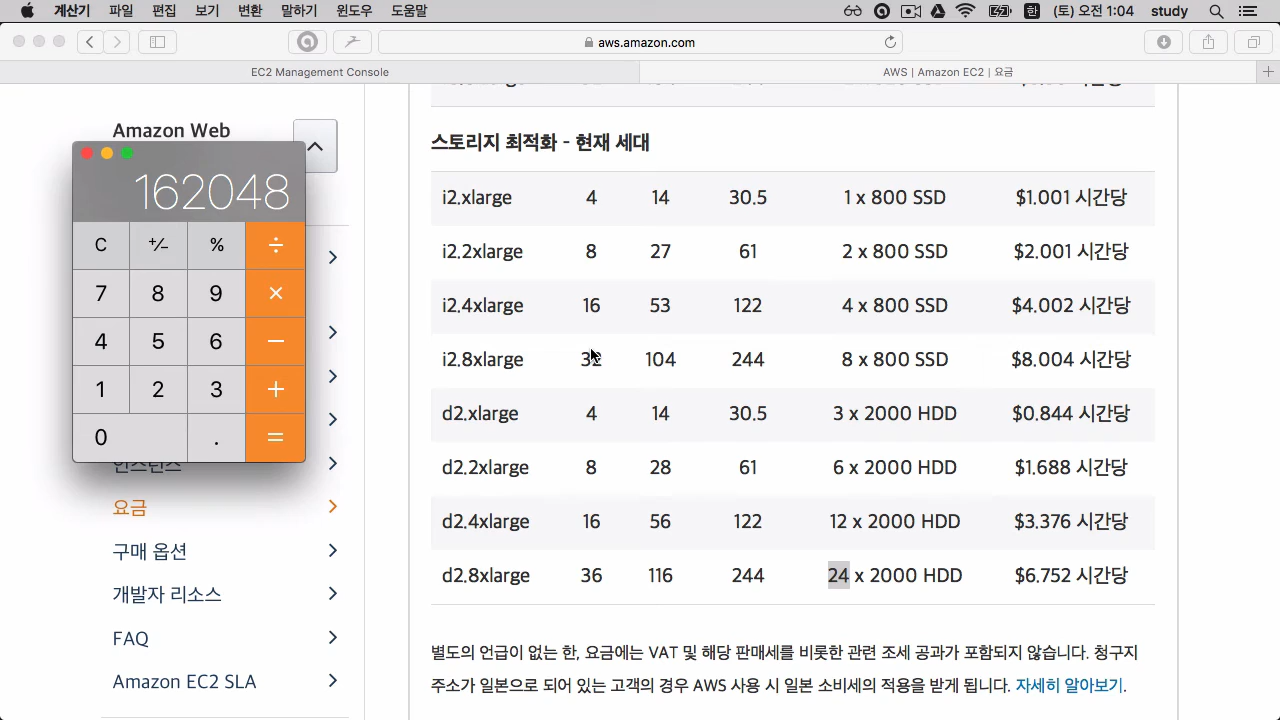 계산기 파일 편집 보기 변환 말하기 윈도우 도움말 한 (토) 오전 1:04 study
aws.amazon.com
EC2 Management Console AWS | Amazon EC2 | 요금
Amazon Web
162048
C +/− % ÷
7 8 9 ×
4 5 6 −
1 2 3 +
0 . =
인스턴스
요금
구매 옵션
개발자 리소스
FAQ
Amazon EC2 SLA
스토리지 최적화 - 현재 세대
i2.xlarge 4 14 30.5 1 x 800 SSD $1.001 시간당
i2.2xlarge 8 27 61 2 x 800 SSD $2.001 시간당
i2.4xlarge 16 53 122 4 x 800 SSD $4.002 시간당
i2.8xlarge 32 104 244 8 x 800 SSD $8.004 시간당
d2.xlarge 4 14 30.5 3 x 2000 HDD $0.844 시간당
d2.2xlarge 8 28 61 6 x 2000 HDD $1.688 시간당
d2.4xlarge 16 56 122 12 x 2000 HDD $3.376 시간당
d2.8xlarge 36 116 244 24 x 2000 HDD $6.752 시간당
별도의 언급이 없는 한, 요금에는 VAT 및 해당 판매세를 비롯한 관련 조세 공과가 포함되지 않습니다. 청구지
주소가 일본으로 되어 있는 고객의 경우 AWS 사용 시 일본 소비세의 적용을 받게 됩니다. 자세히 알아보기.